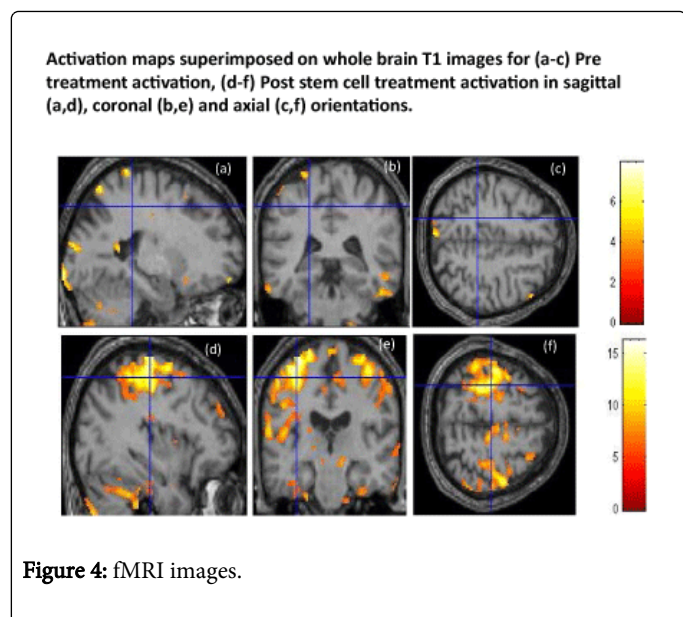 Activation maps superimposed on whole brain T1 images for (a-c) Pre
treatment activation, (d-f) Post stem cell treatment activation in sagittal
(a,d), coronal (b,e) and axial (c,f) orientations.
(a)
(b)
(c)
6
4
2
0
(d)
(e)
(f)
15
10
5
0
Figure 4: fMRI images.